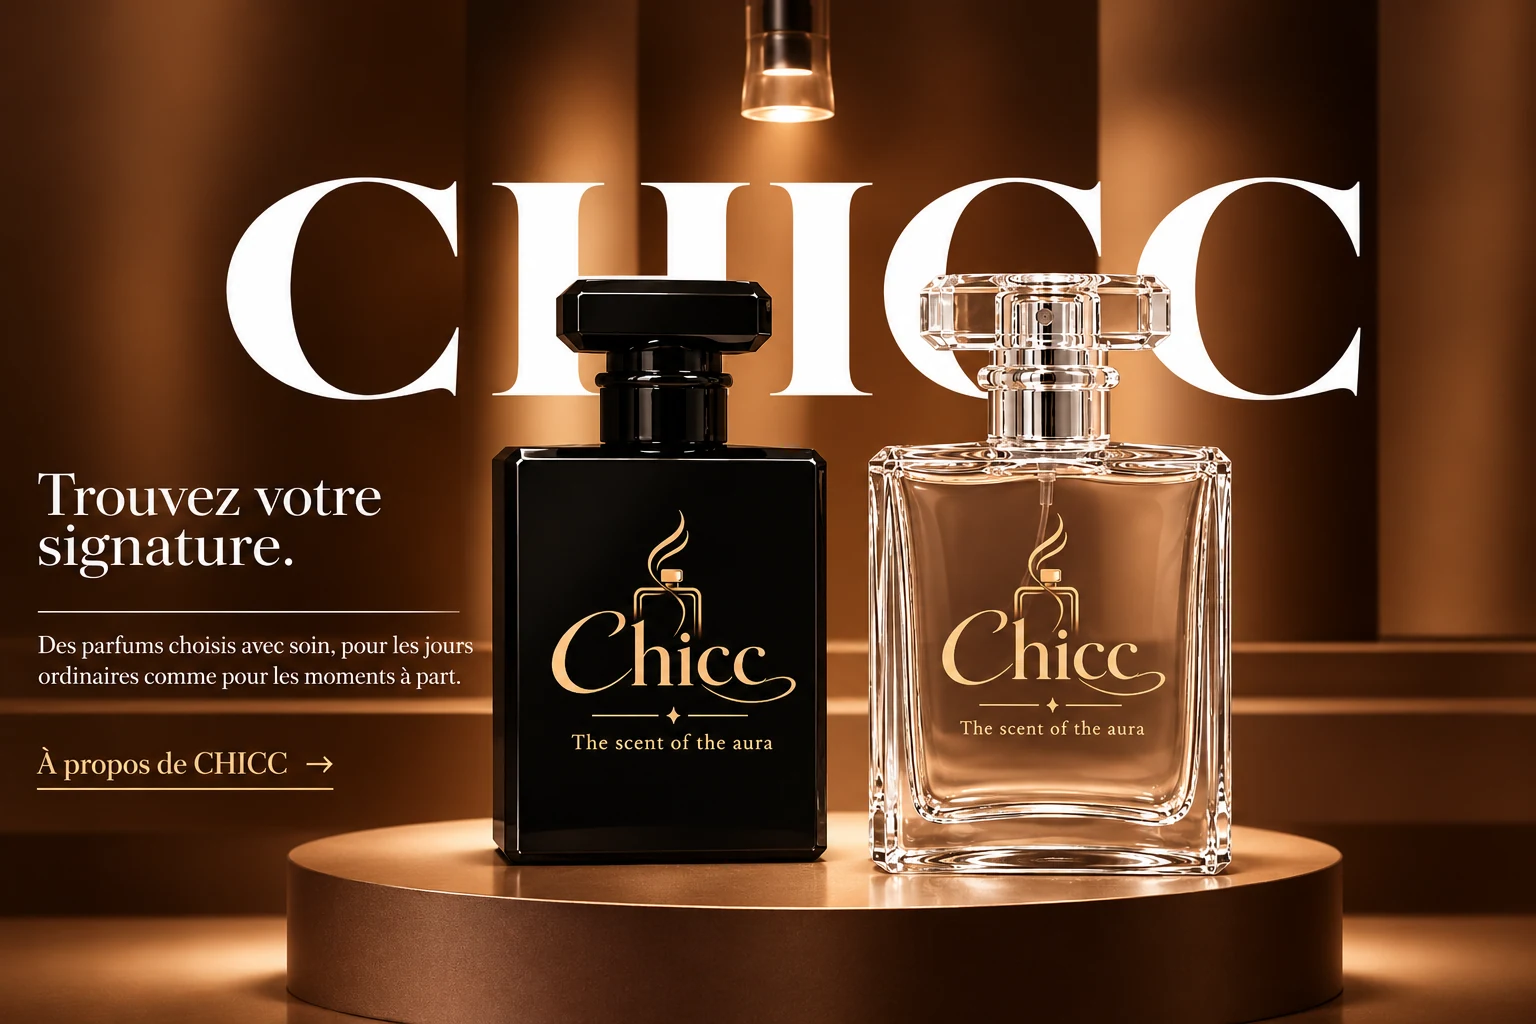 CHICC
Trouvez votre
signature.
Des parfums choisis avec soin, pour les jours
ordinaires comme pour les moments à part.
À propos de CHICC →
Chicc
The scent of the aura
Chicc
The scent of the aura